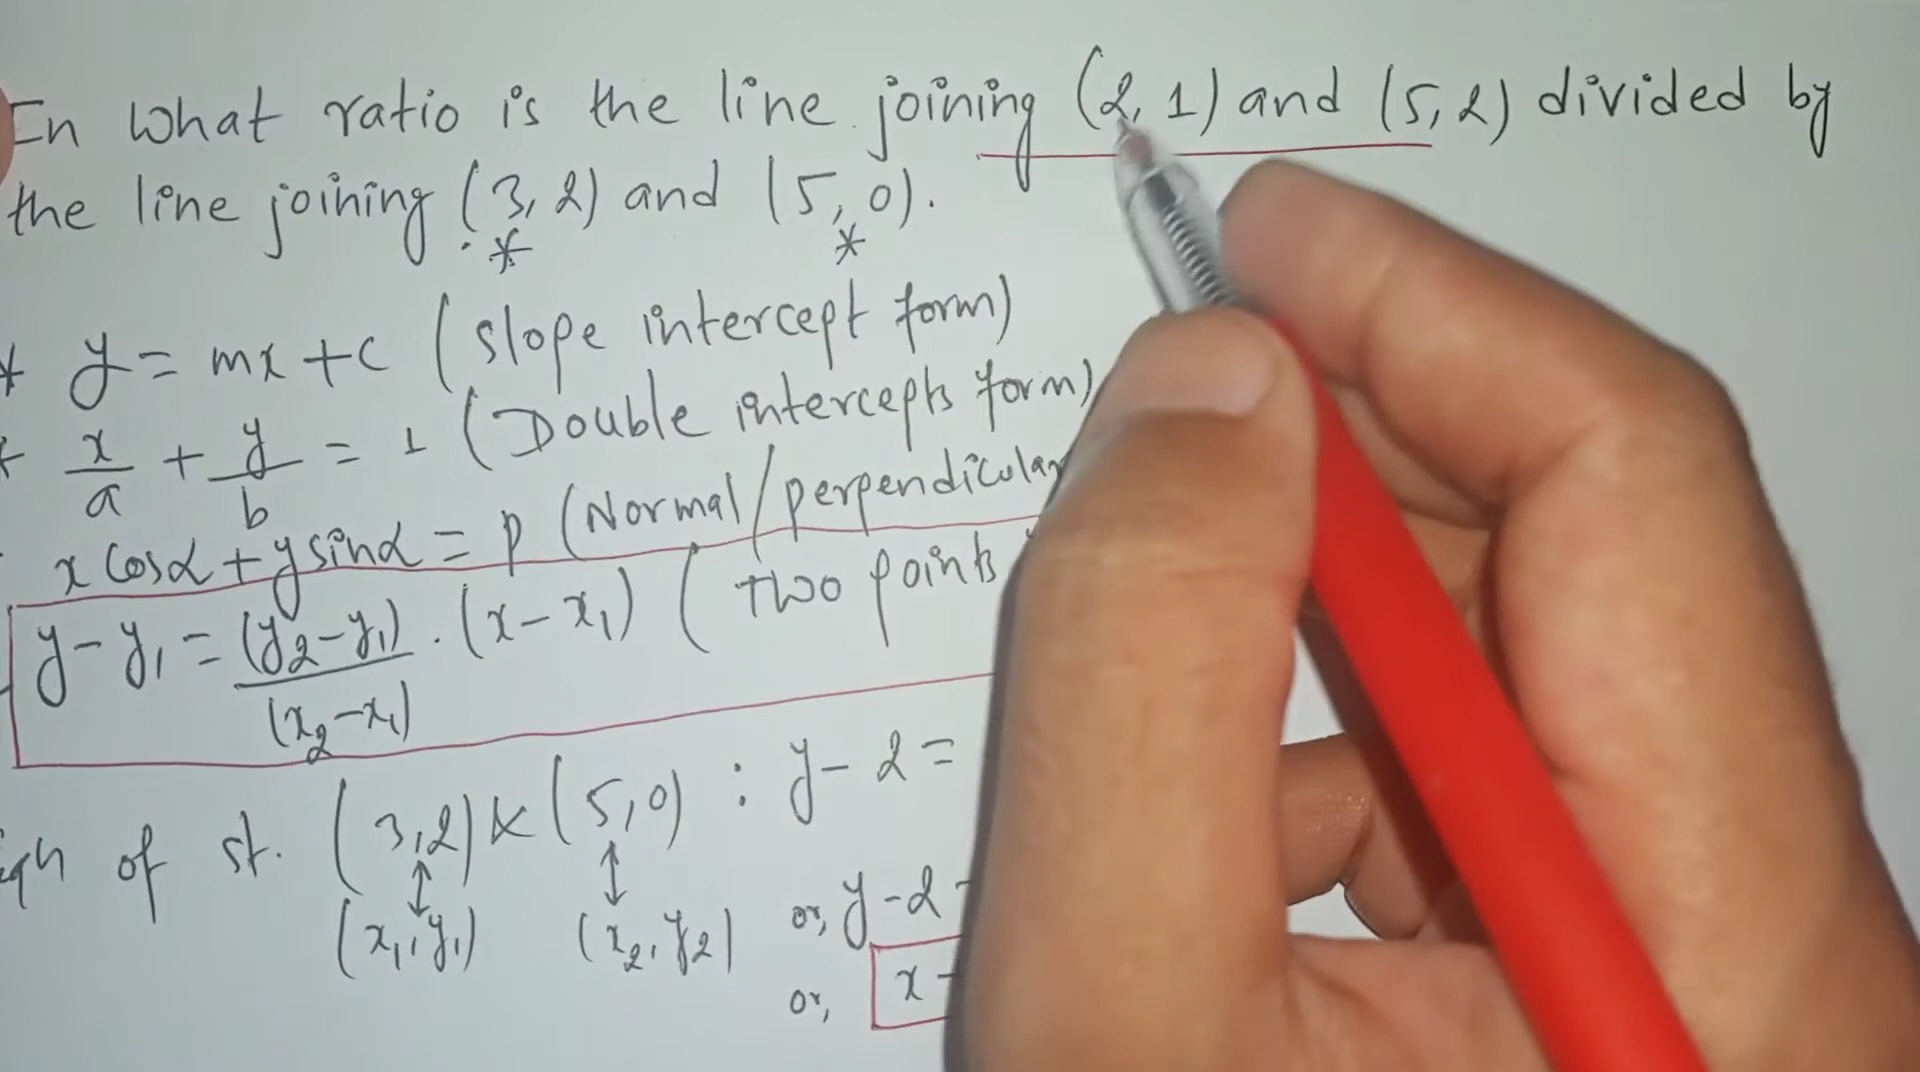 In what ratio is the line joining (2, 1) and (5, 2) divided by
the line joining (3, 2) and (5, 0).
* *
* y = mx + c (slope intercept form)
* x/a + y/b = 1 (Double intercepts form)
x cosα + y sinα = p (Normal/perpendicular
y - y₁ = (y₂-y₁)/(x₂-x₁) . (x - x₁) (two points
of st. (3,2) & (5,0) : y - 2 =
↕ ↕
(x₁, y₁) (x₂, y₂) or, y - 2 -
or, x